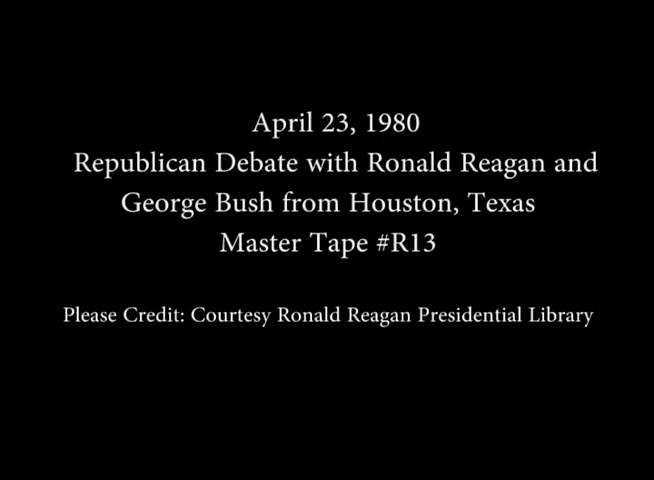 April 23, 1980
Republican Debate with Ronald Reagan and
George Bush from Houston, Texas
Master Tape #R13
Please Credit: Courtesy Ronald Reagan Presidential Library